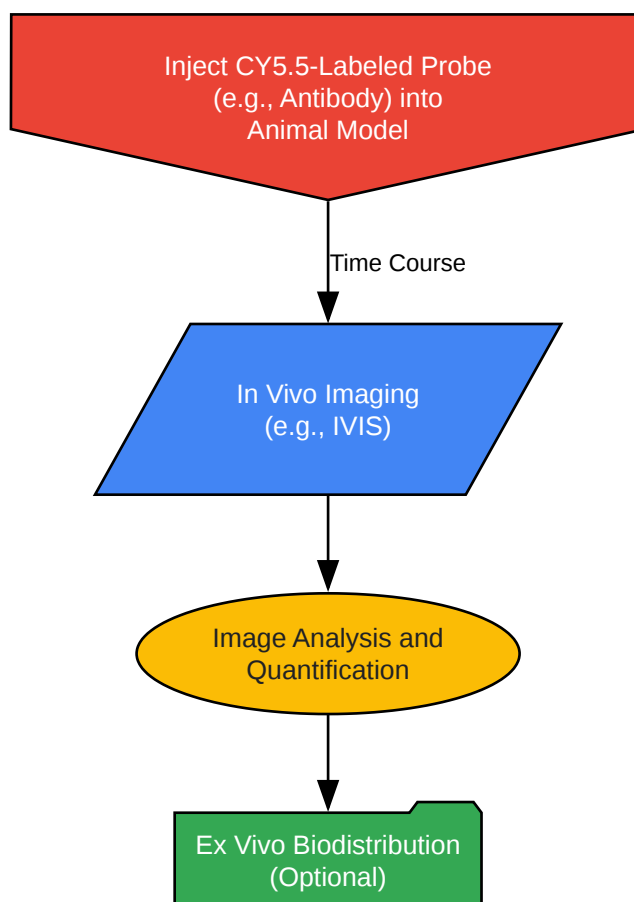 Inject CY5.5-Labeled Probe
(e.g., Antibody) into
Animal Model
Time Course
In Vivo Imaging
(e.g., IVIS)
Image Analysis and
Quantification
Ex Vivo Biodistribution
(Optional)